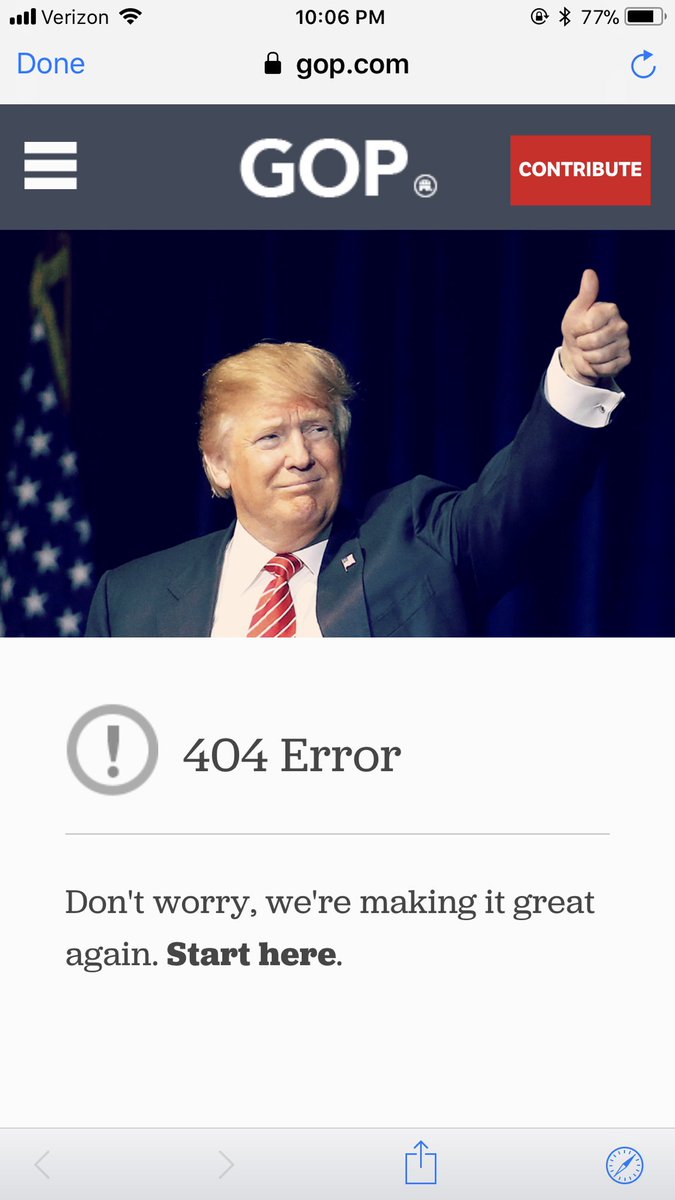 Verizon 10:06 PM 77%
Done gop.com
GOP. CONTRIBUTE
404 Error
Don't worry, we're making it great
again. Start here.